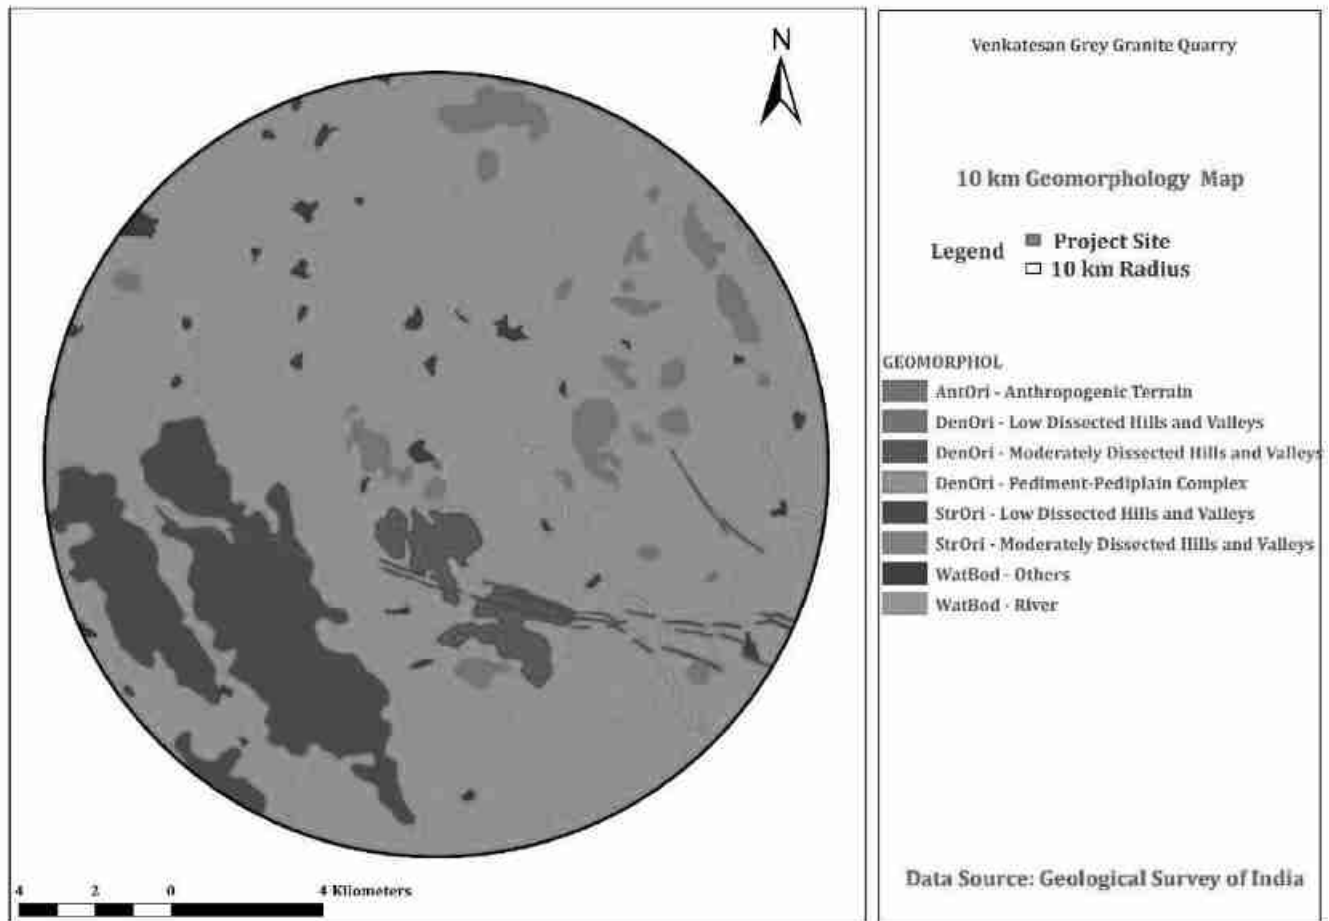 N
4 2 0 4 Kilometers
Venkatesan Grey Granite Quarry
10 km Geomorphology Map
Legend
Project Site
10 km Radius
GEOMORPHOL
AntOri - Anthropogenic Terrain
DenOri - Low Dissected Hills and Valleys
DenOri - Moderately Dissected Hills and Valleys
DenOri - Pediment-Pediplain Complex
StrOri - Low Dissected Hills and Valleys
StrOri - Moderately Dissected Hills and Valleys
WatBod - Others
WatBod - River
Data Source: Geological Survey of India